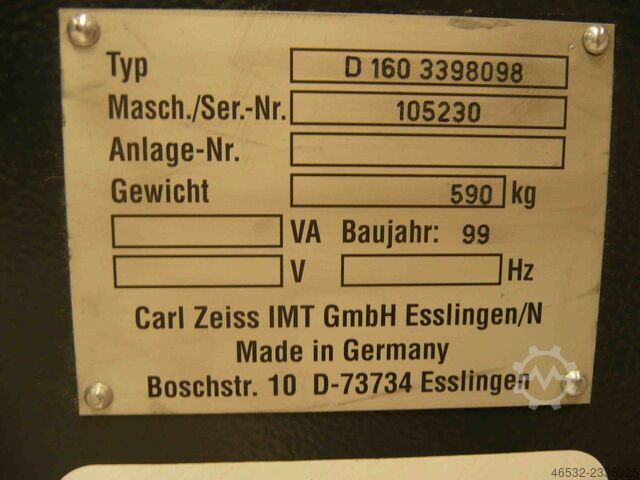 Typ D 160 3398098
Masch./Ser.-Nr. 105230
Anlage-Nr.
Gewicht 590 kg
VA Baujahr: 99
V Hz
Carl Zeiss IMT GmbH Esslingen/N
Made in Germany
Boschstr. 10 D-73734 Esslingen